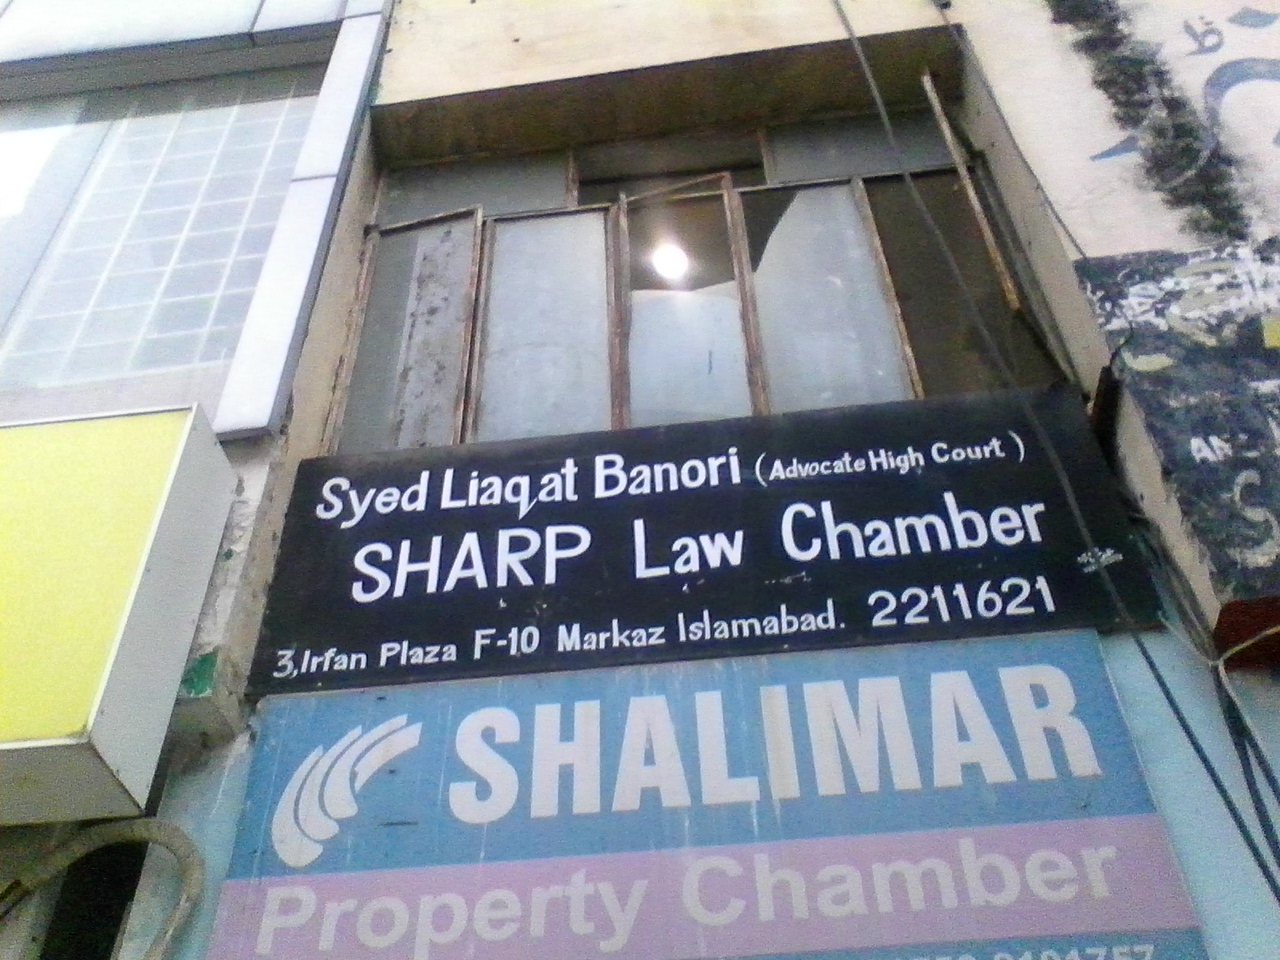 Syed Liaqat Banori (Advocate High Court)
SHARP Law Chamber
3, Irfan Plaza F-10 Markaz Islamabad. 2211621
SHALIMAR
Property Chamber